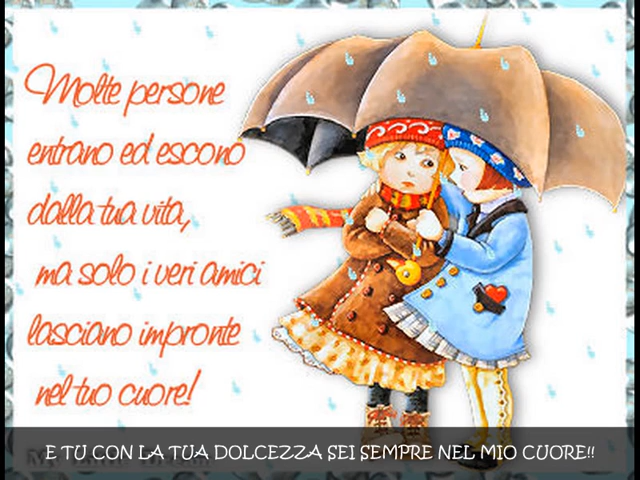 Molte persone
entrano ed escono
dalla tua vita,
ma solo i veri amici
lasciano impronte
nel tuo cuore!
E TU CON LA TUA DOLCEZZA SEI SEMPRE NEL MIO CUORE!!